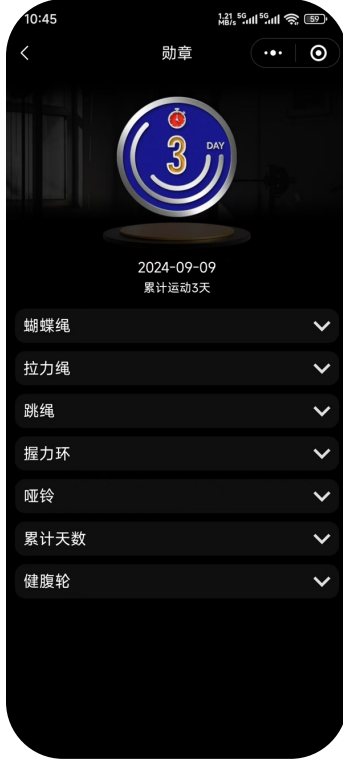 10:45
1.21 MB/s 5G 5G 59
勋章
3 DAY
2024-09-09
累计运动3天
蝴蝶绳
拉力绳
跳绳
握力环
哑铃
累计天数
健腹轮